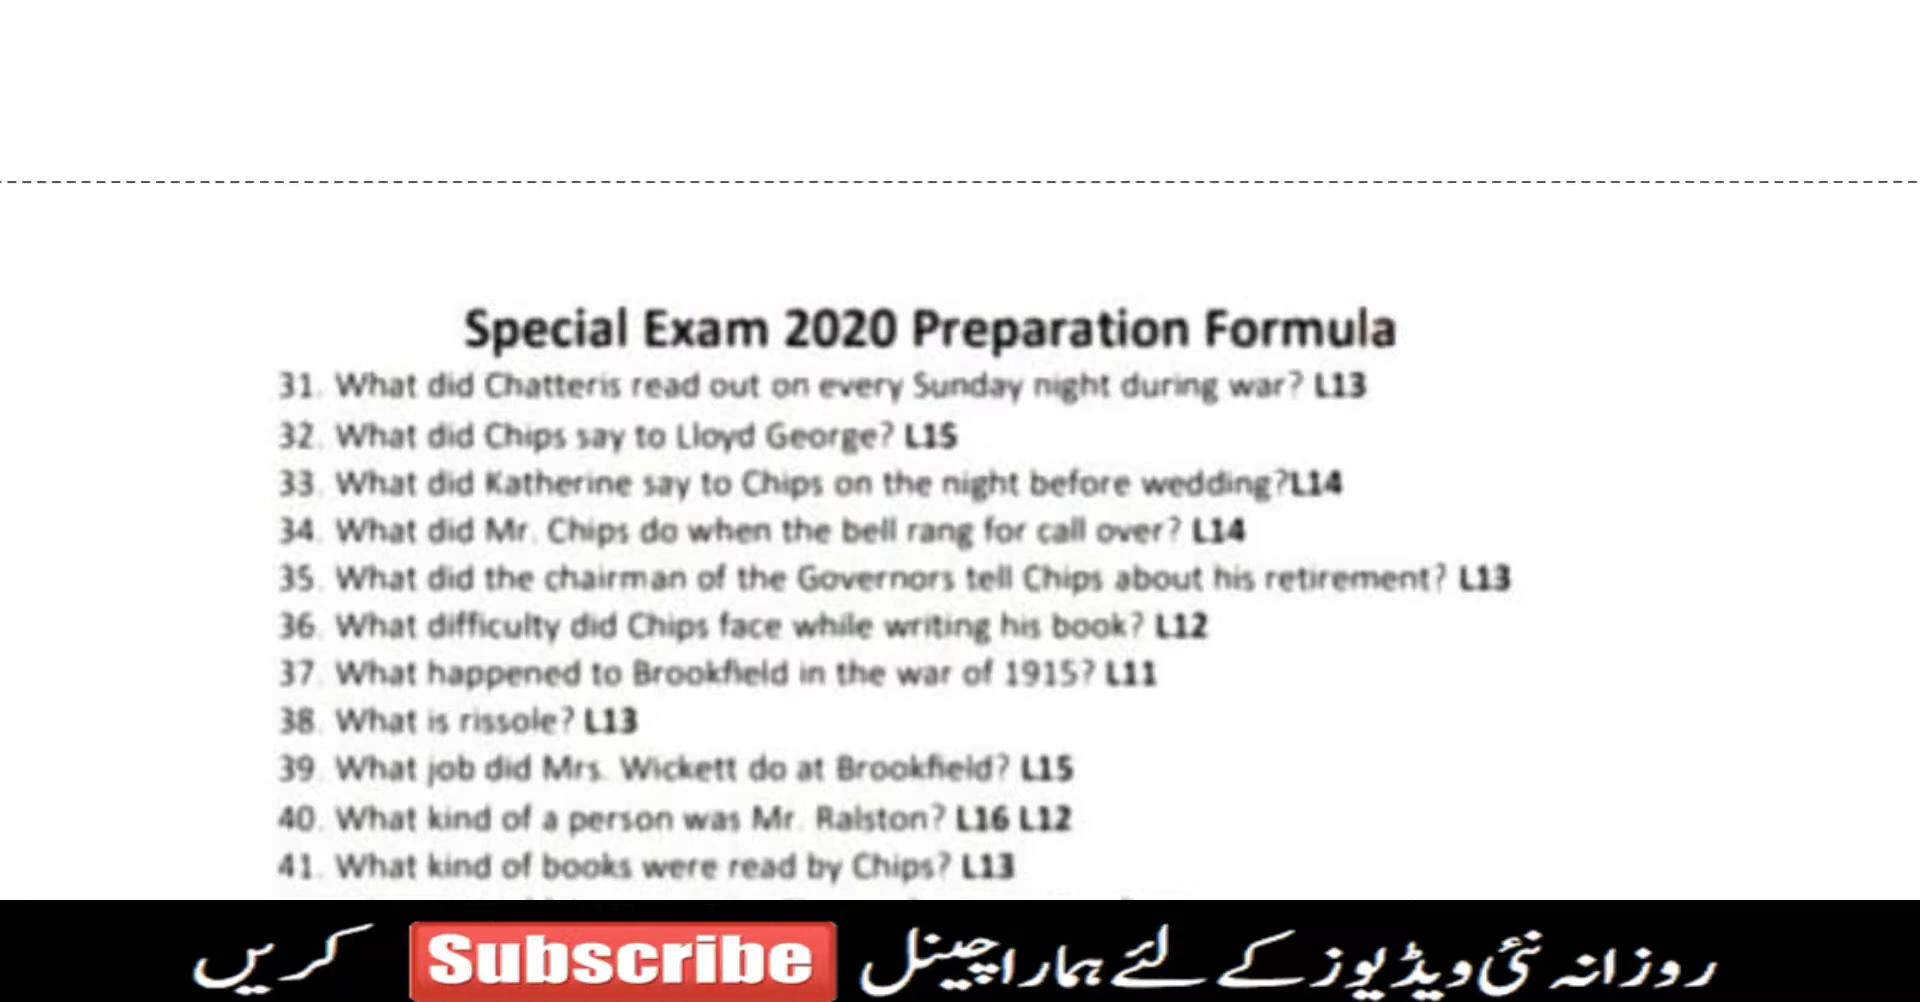 Special Exam 2020 Preparation Formula
31. What did Chatteris read out on every Sunday night during war? L13
32. What did Chips say to Lloyd George? L15
33. What did Katherine say to Chips on the night before wedding?L14
34. What did Mr. Chips do when the bell rang for call over? L14
35. What did the chairman of the Governors tell Chips about his retirement? L13
36. What difficulty did Chips face while writing his book? L12
37. What happened to Brookfield in the war of 1915? L11
38. What is rissole? L13
39. What job did Mrs. Wickett do at Brookfield? L15
40. What kind of a person was Mr. Ralston? L16 L12
41. What kind of books were read by Chips? L13
روزانہ نئی ویڈیوز کے لئے ہمارا چینل Subscribe کریں